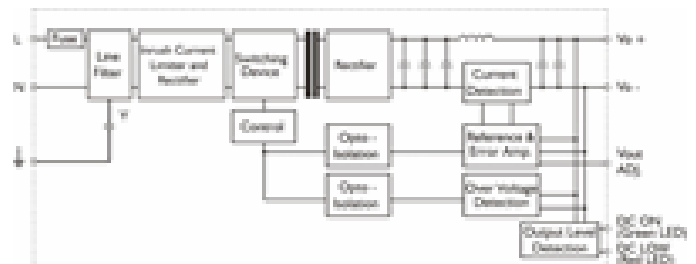 L
Fuse
Line
Filter
Inrush Current
Limiter and
Rectifier
Switching
Device
Rectifier
Vo +
N
Vo -
Current
Detection
Y
Control
Opto -
Isolation
Reference &
Error Amp.
Vout
ADJ.
Opto -
Isolation
Over Voltage
Detection
Output Level
Detection
DC ON
(Green LED)
DC LOW
(Red LED)